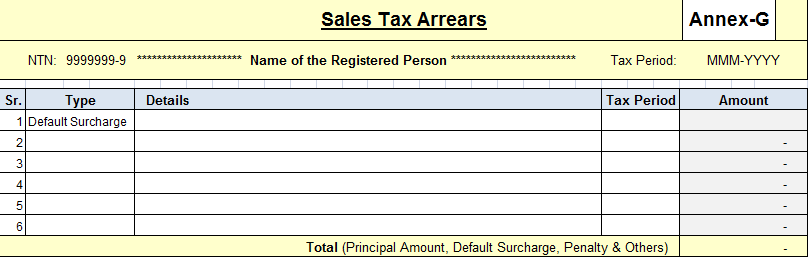 Sales Tax Arrears Annex-G
NTN: 9999999-9 ******************** Name of the Registered Person ************************ Tax Period: MMM-YYYY
Sr. Type Details Tax Period Amount
1 Default Surcharge
2 -
3 -
4 -
5 -
6 -
Total (Principal Amount, Default Surcharge, Penalty & Others) -